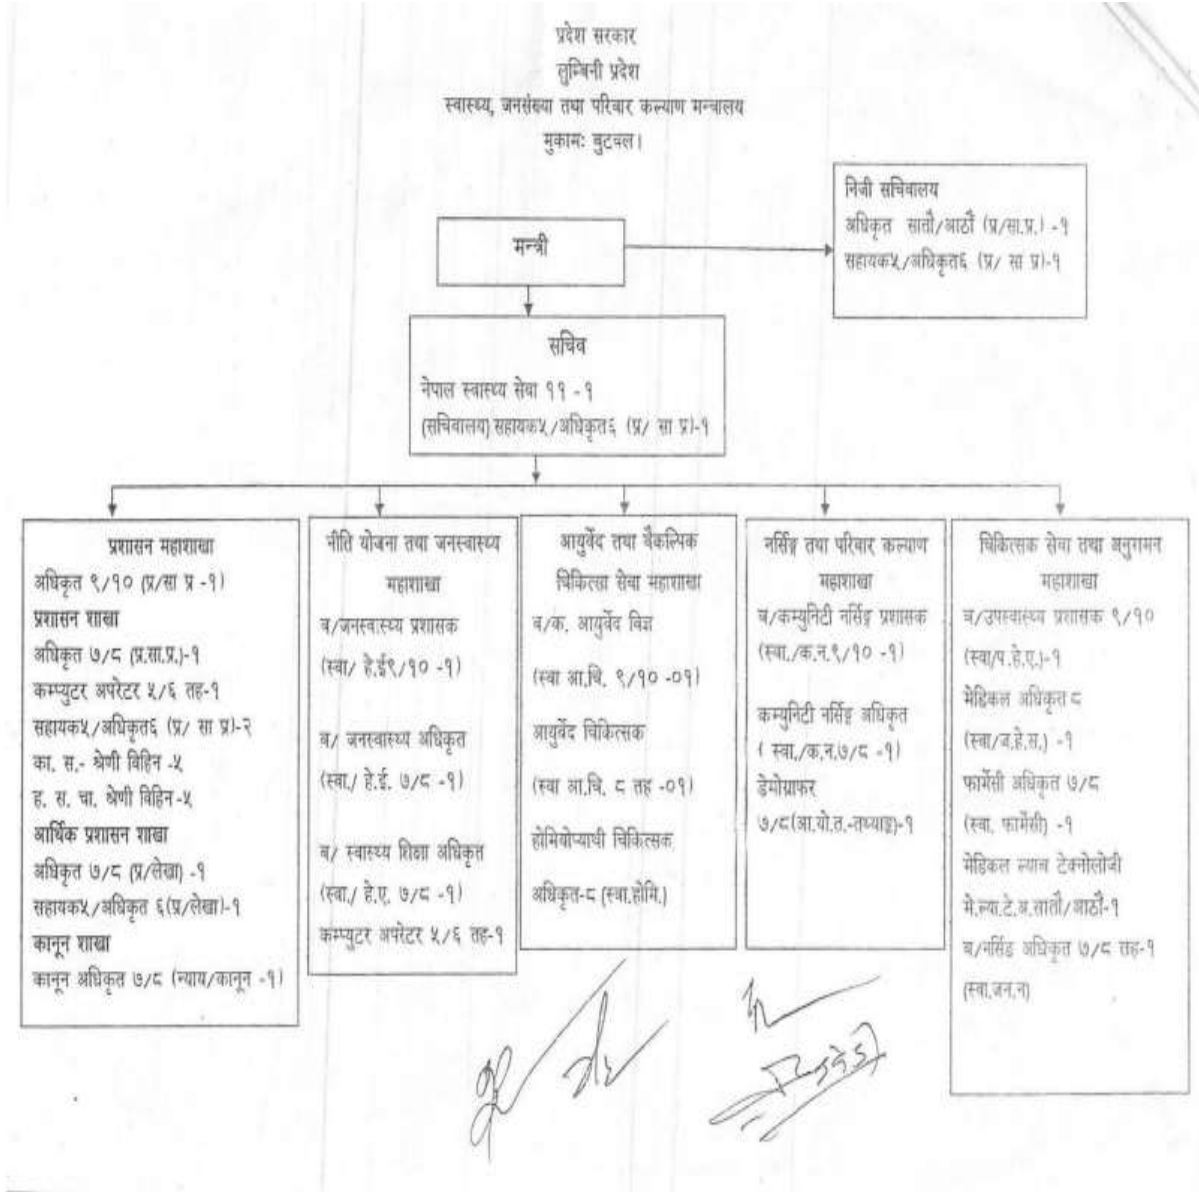 प्रदेश सरकार
लुम्बिनी प्रदेश
स्वास्थ्य, जनसंख्या तथा परिवार कल्याण मन्त्रालय
मुकामः बुटवल।
निजी सचिवालय
अधिकृत सातौ/आठौं (प्र/सा.प्र.) -१
सहायक५/अधिकृत६ (प्र/ सा प्र)-१
मन्त्री
सचिव
नेपाल स्वास्थ्य सेवा ११ -१
(सचिवालय) सहायक५/अधिकृत६ (प्र/ सा प्र)-१
प्रशासन महाशाखा
अधिकृत ९/१० (प्र/सा प्र -१)
प्रशासन शाखा
अधिकृत ७/८ (प्र.सा.प्र.)-१
कम्प्युटर अपरेटर ५/६ तह-१
सहायक५/अधिकृत६ (प्र/ सा प्र)-२
का. स.- श्रेणी विहिन -५
ह. स. चा. श्रेणी विहिन -५
आर्थिक प्रशासन शाखा
अधिकृत ७/८ (प्र/लेखा) -१
सहायक५/अधिकृत ६(प्र/लेखा)-१
कानून शाखा
कानून अधिकृत ७/८ (न्याय/कानून -१)
नीति योजना तथा जनस्वास्थ्य
महाशाखा
ब/जनस्वास्थ्य प्रशासक
(स्वा/ हे.ई९/१० -१)
ब/ जनस्वास्थ्य अधिकृत
(स्वा./ हे.ई. ७/८ -१)
ब/ स्वास्थ्य शिक्षा अधिकृत
(स्वा./ हे.ए. ७/८ -१)
कम्प्युटर अपरेटर ५/६ तह-१
आयुर्वेद तथा वैकल्पिक
चिकित्सा सेवा महाशाखा
ब/क. आयुर्वेद विज्ञ
(स्वा आ.चि. ९/१० -०१)
आयुर्वेद चिकित्सक
(स्वा आ.चि. ८ तह -०१)
होमियोप्याथी चिकित्सक
अधिकृत-८ (स्वा.होमि.)
नर्सिङ्ग तथा परिवार कल्याण
महाशाखा
ब/कम्युनिटी नर्सिङ्ग प्रशासक
(स्वा./क.न.९/१० -१)
कम्युनिटी नर्सिङ्ग अधिकृत
( स्वा./क.न.७/८ -१)
डेमोग्राफर
७/८(आ.यो.त.-तथ्याङ्क)-१
चिकित्सक सेवा तथा अनुगमन
महाशाखा
ब/उपस्वास्थ्य प्रशासक ९/१०
(स्वा/प.हे.ए.)-१
मेडिकल अधिकृत ८
(स्वा/ज.हे.स.) -१
फार्मेसी अधिकृत ७/८
(स्वा. फार्मेसी) -१
मेडिकल ल्याव टेक्नोलोजी
मे.ल्या.टे.अ.सातौ/आठौ-१
ब/नर्सिङ अधिकृत ७/८ तह-१
(स्वा.जन.न)